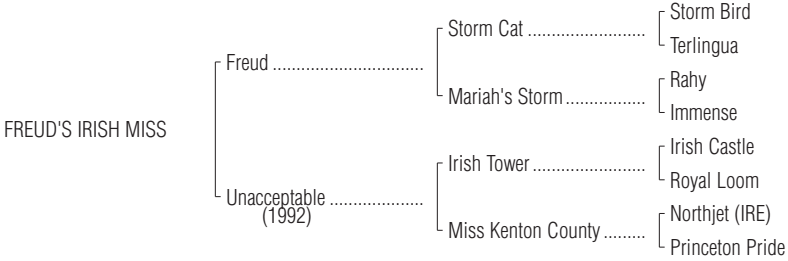 Storm Bird
Storm Cat ..........................
Terlingua
Freud ................................
Rahy
Mariah's Storm.................
Immense
FREUD'S IRISH MISS
Irish Castle
Irish Tower ........................
Royal Loom
Unacceptable ....................
(1992)
Northjet (IRE)
Miss Kenton County .........
Princeton Pride